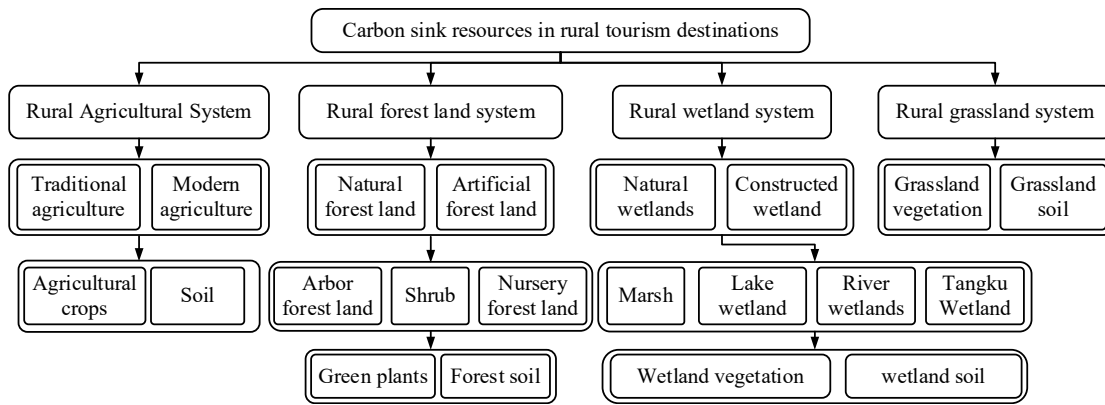 Carbon sink resources in rural tourism destinations
Rural Agricultural System
Rural forest land system
Rural wetland system
Rural grassland system
Traditional
agriculture
Modern
agriculture
Natural
forest land
Artificial
forest land
Natural
wetlands
Constructed
wetland
Grassland
vegetation
Grassland
soil
Agricultural
crops
Soil
Arbor
forest land
Shrub
Nursery
forest land
Marsh
Lake
wetland
River
wetlands
Tangku
Wetland
Green plants
Forest soil
Wetland vegetation
wetland soil